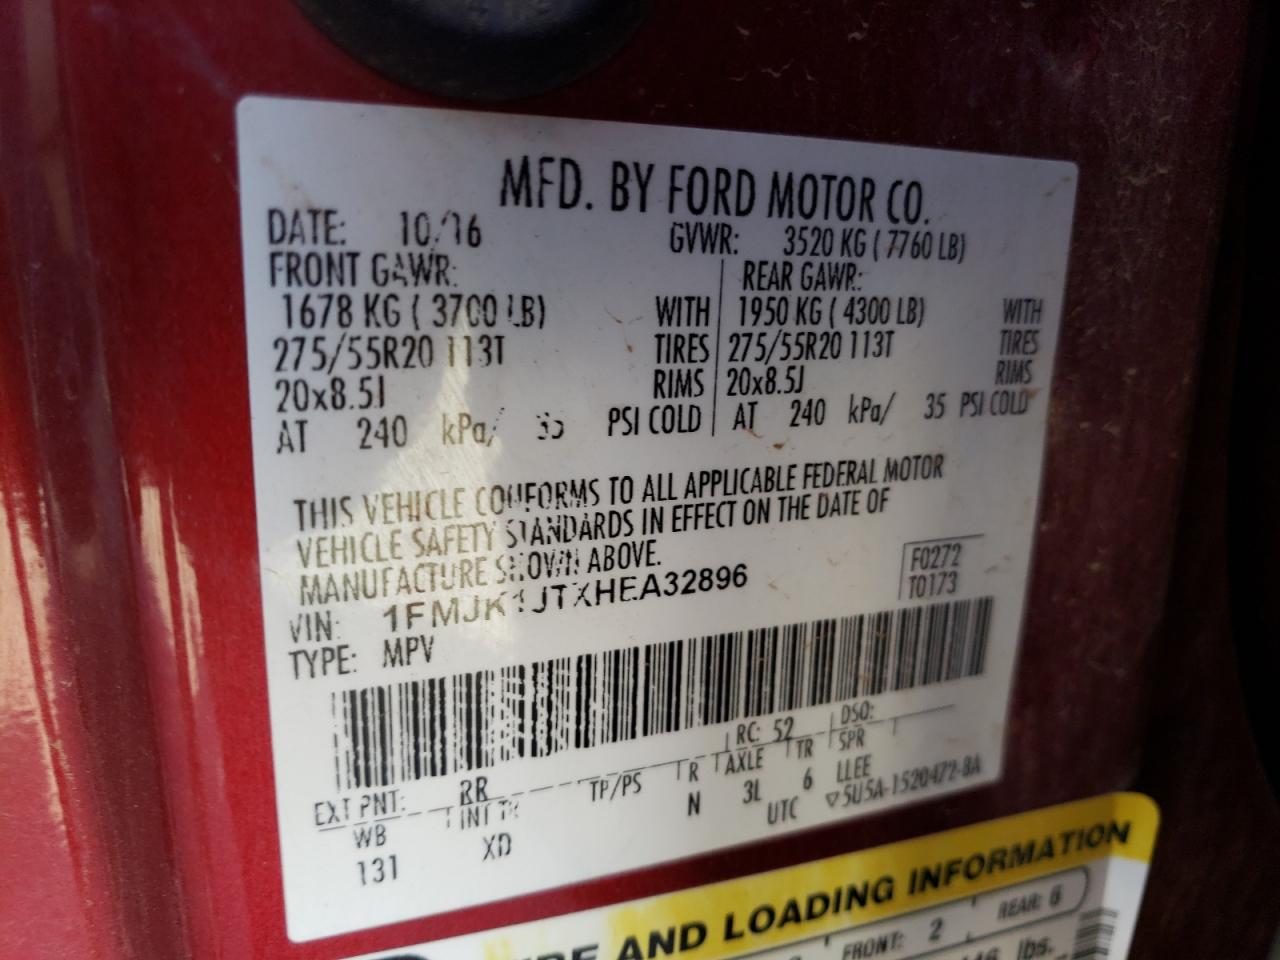 MFD. BY FORD MOTOR CO.
DATE: 10/16 GVWR: 3520 KG ( 7760 LB)
FRONT GAWR: REAR GAWR:
1678 KG ( 3700 LB) WITH 1950 KG ( 4300 LB) WITH
275/55R20 113T TIRES 275/55R20 113T TIRES
20x8.5J RIMS 20x8.5J RIMS
AT 240 kPa/ 35 PSI COLD AT 240 kPa/ 35 PSI COLD
THIS VEHICLE CONFORMS TO ALL APPLICABLE FEDERAL MOTOR
VEHICLE SAFETY STANDARDS IN EFFECT ON THE DATE OF
MANUFACTURE SHOWN ABOVE.
F0272
T0173
VIN: 1FMJK1JTXHEA32896
TYPE: MPV
EXT PNT: RR RC: 52 DSO:
WB INT TR TP/PS R AXLE TR SPR
131 XD N 3L 6 LLEE
UTC ▽5U5A-1520472-BA
AND LOADING INFORMATION
FRONT: 2 REAR: 6
lbs.